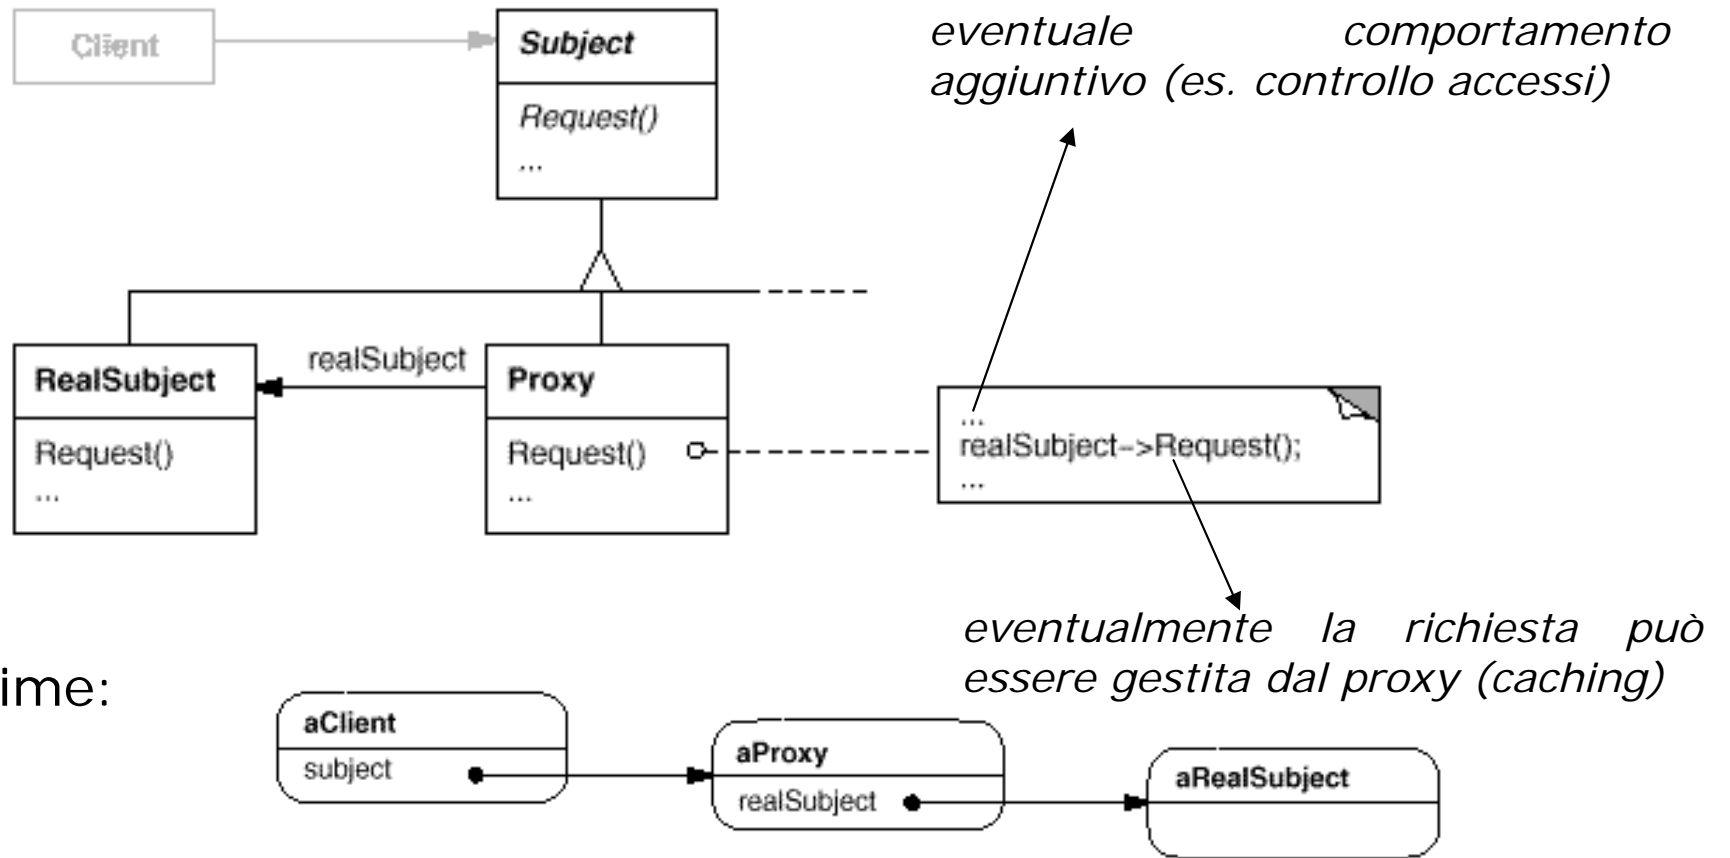 Client
Subject
Request()
...
eventuale comportamento
aggiuntivo (es. controllo accessi)
RealSubject
Request()
...
realSubject
Proxy
Request()
...
...
realSubject->Request();
...
eventualmente la richiesta può
essere gestita dal proxy (caching)
ime:
aClient
subject
aProxy
realSubject
aRealSubject